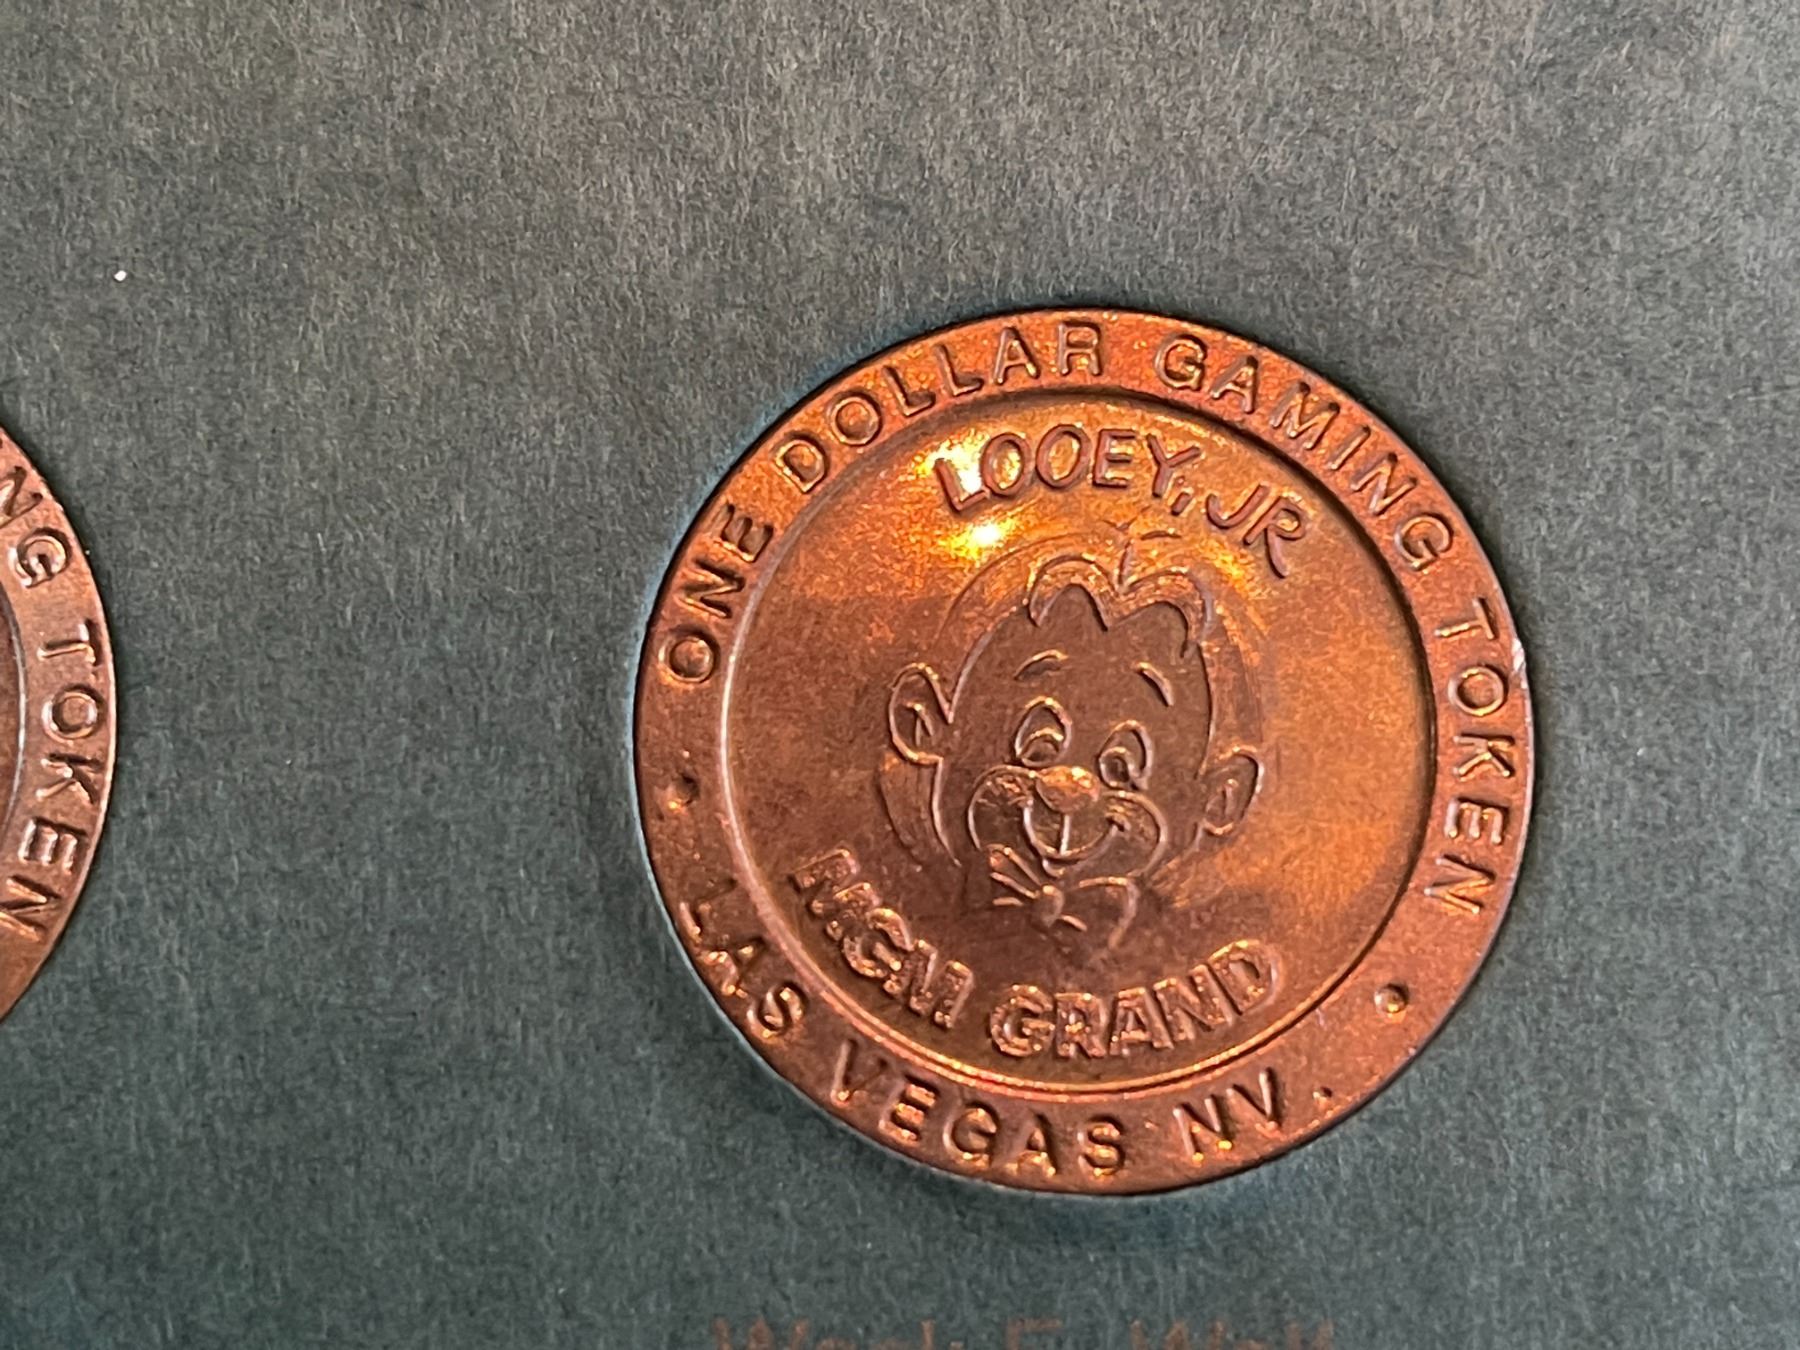 ONE DOLLAR GAMING TOKEN
LOOEY, JR
MGM GRAND
LAS VEGAS NV.
NG TOKEN